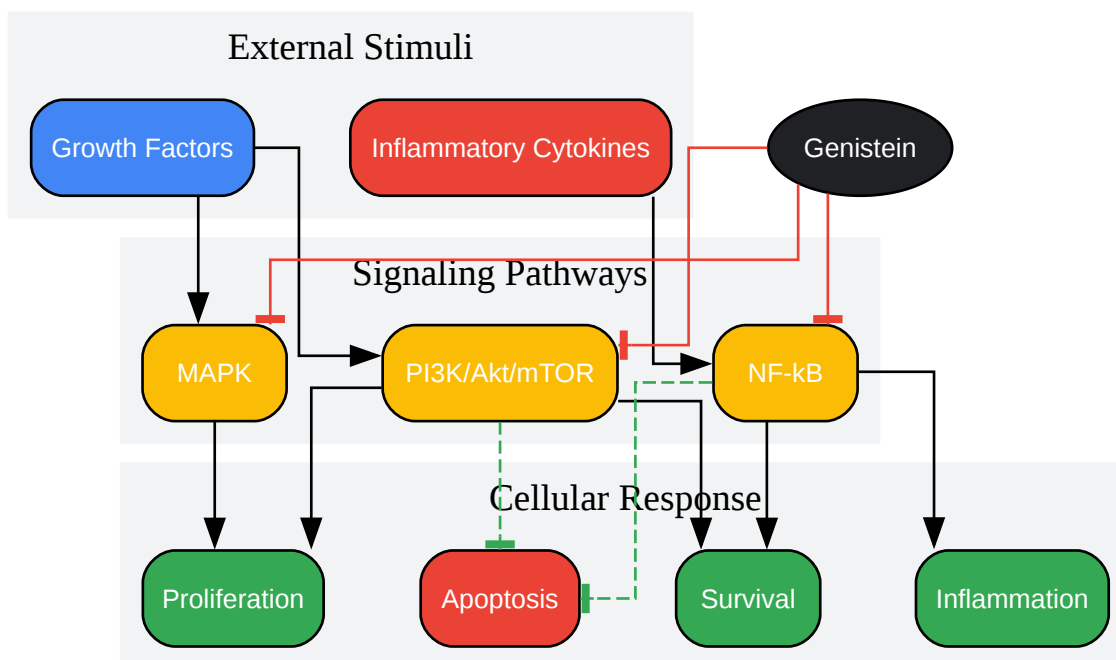 External Stimuli
Growth Factors
Inflammatory Cytokines
Genistein
Signaling Pathways
MAPK
PI3K/Akt/mTOR
NF-kB
Cellular Response
Proliferation
Apoptosis
Survival
Inflammation